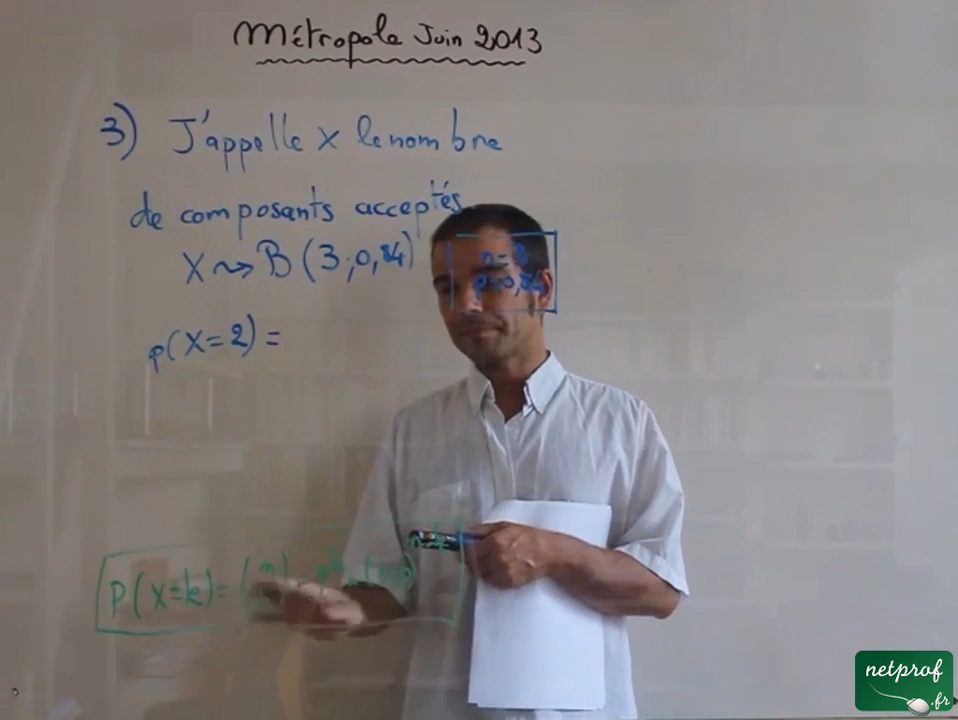 Métropole Juin 2013
3) J'appelle X le nombre
de composants acceptés
X ↝ B (3;0,84)
n=3
p=0,84
p(X=2)=
P(X=k)=(n
n-k
netprof
.fr